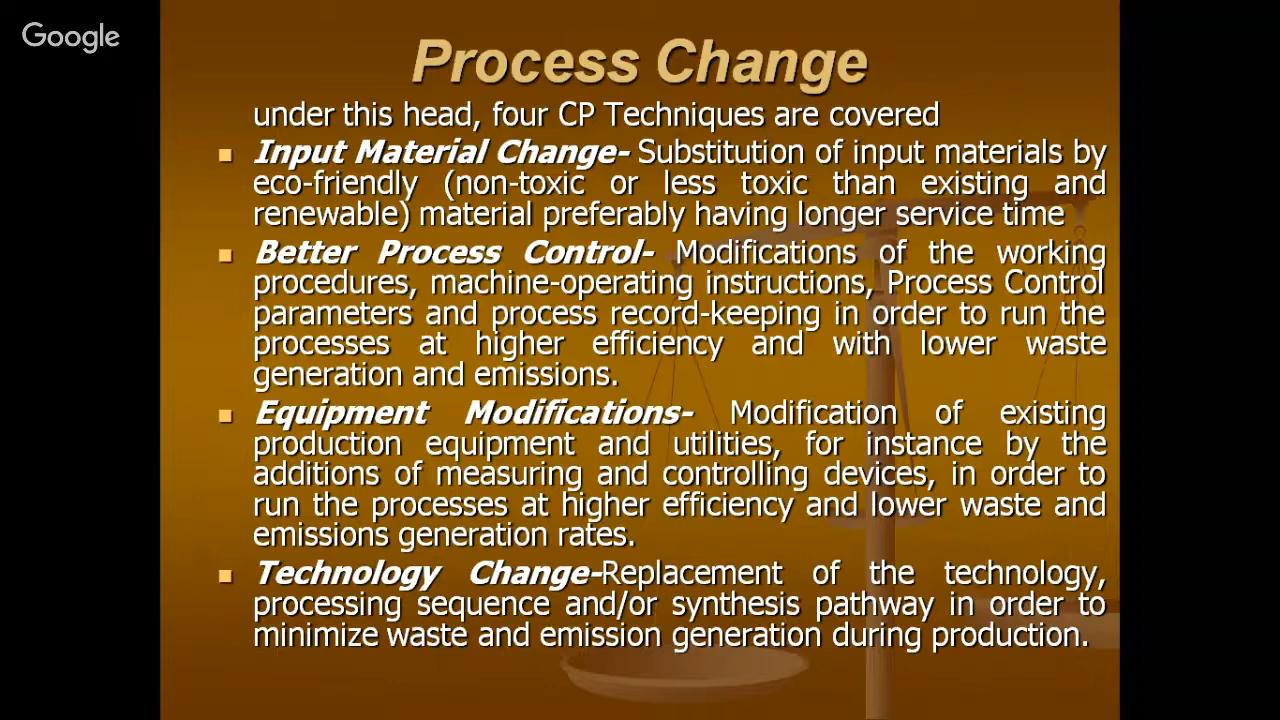 Google
Process Change
under this head, four CP Techniques are covered
Input Material Change- Substitution of input materials by
eco-friendly (non-toxic or less toxic than existing and
renewable) material preferably having longer service time
Better Process Control- Modifications of the working
procedures, machine-operating instructions, Process Control
parameters and process record-keeping in order to run the
processes at higher efficiency and with lower waste
generation and emissions.
Equipment Modifications- Modification of existing
production equipment and utilities, for instance by the
additions of measuring and controlling devices, in order to
run the processes at higher efficiency and lower waste and
emissions generation rates.
Technology Change-Replacement of the technology,
processing sequence and/or synthesis pathway in order to
minimize waste and emission generation during production.